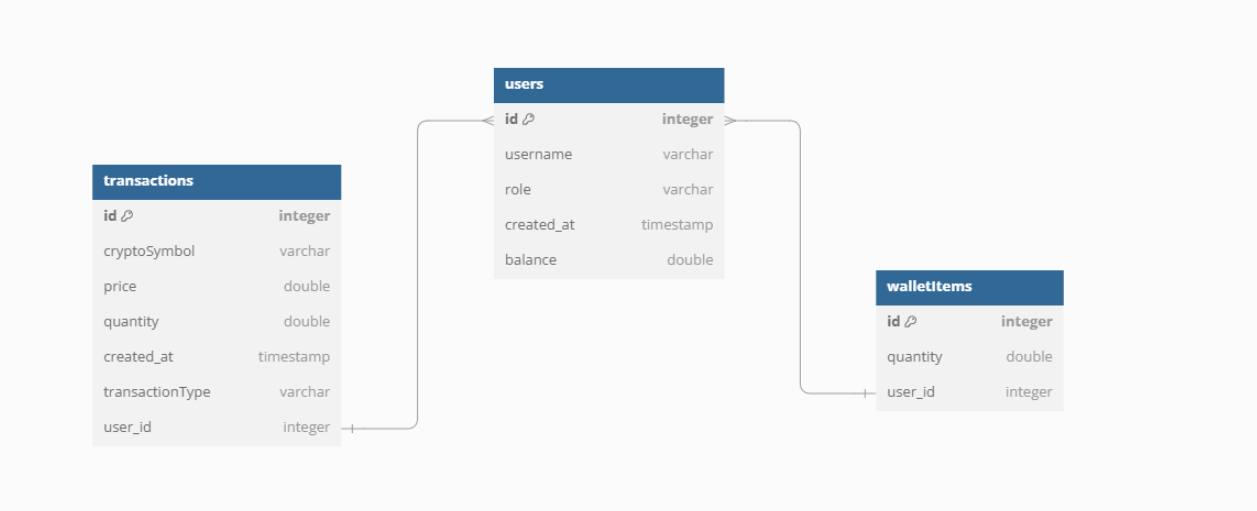 users
id integer
username varchar
role varchar
created_at timestamp
balance double
transactions
id integer
cryptoSymbol varchar
price double
quantity double
created_at timestamp
transactionType varchar
user_id integer
walletItems
id integer
quantity double
user_id integer